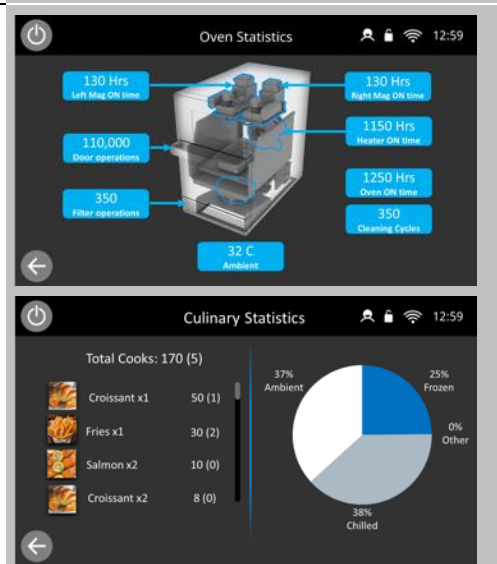 Oven Statistics 12:59
130 Hrs
Left Mag ON time
130 Hrs
Right Mag ON time
110,000
Door operations
1150 Hrs
Heater ON time
350
Filter operations
1250 Hrs
Oven ON time
350
Cleaning Cycles
32 C
Ambient
Culinary Statistics 12:59
Total Cooks: 170 (5)
Croissant x1 50 (1)
Fries x1 30 (2)
Salmon x2 10 (0)
Croissant x2 8 (0)
37%
Ambient
25%
Frozen
0%
Other
38%
Chilled